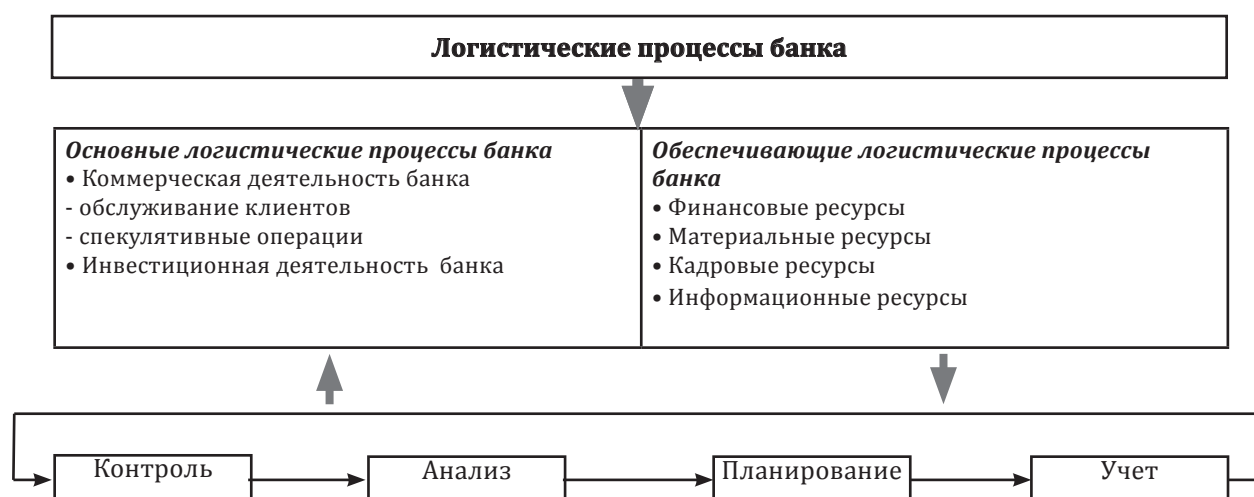 Логистические процессы банка
Основные логистические процессы банка
• Коммерческая деятельность банка
- обслуживание клиентов
- спекулятивные операции
• Инвестиционная деятельность банка
Обеспечивающие логистические процессы
банка
• Финансовые ресурсы
• Материальные ресурсы
• Кадровые ресурсы
• Информационные ресурсы
Контроль
Анализ
Планирование
Учет